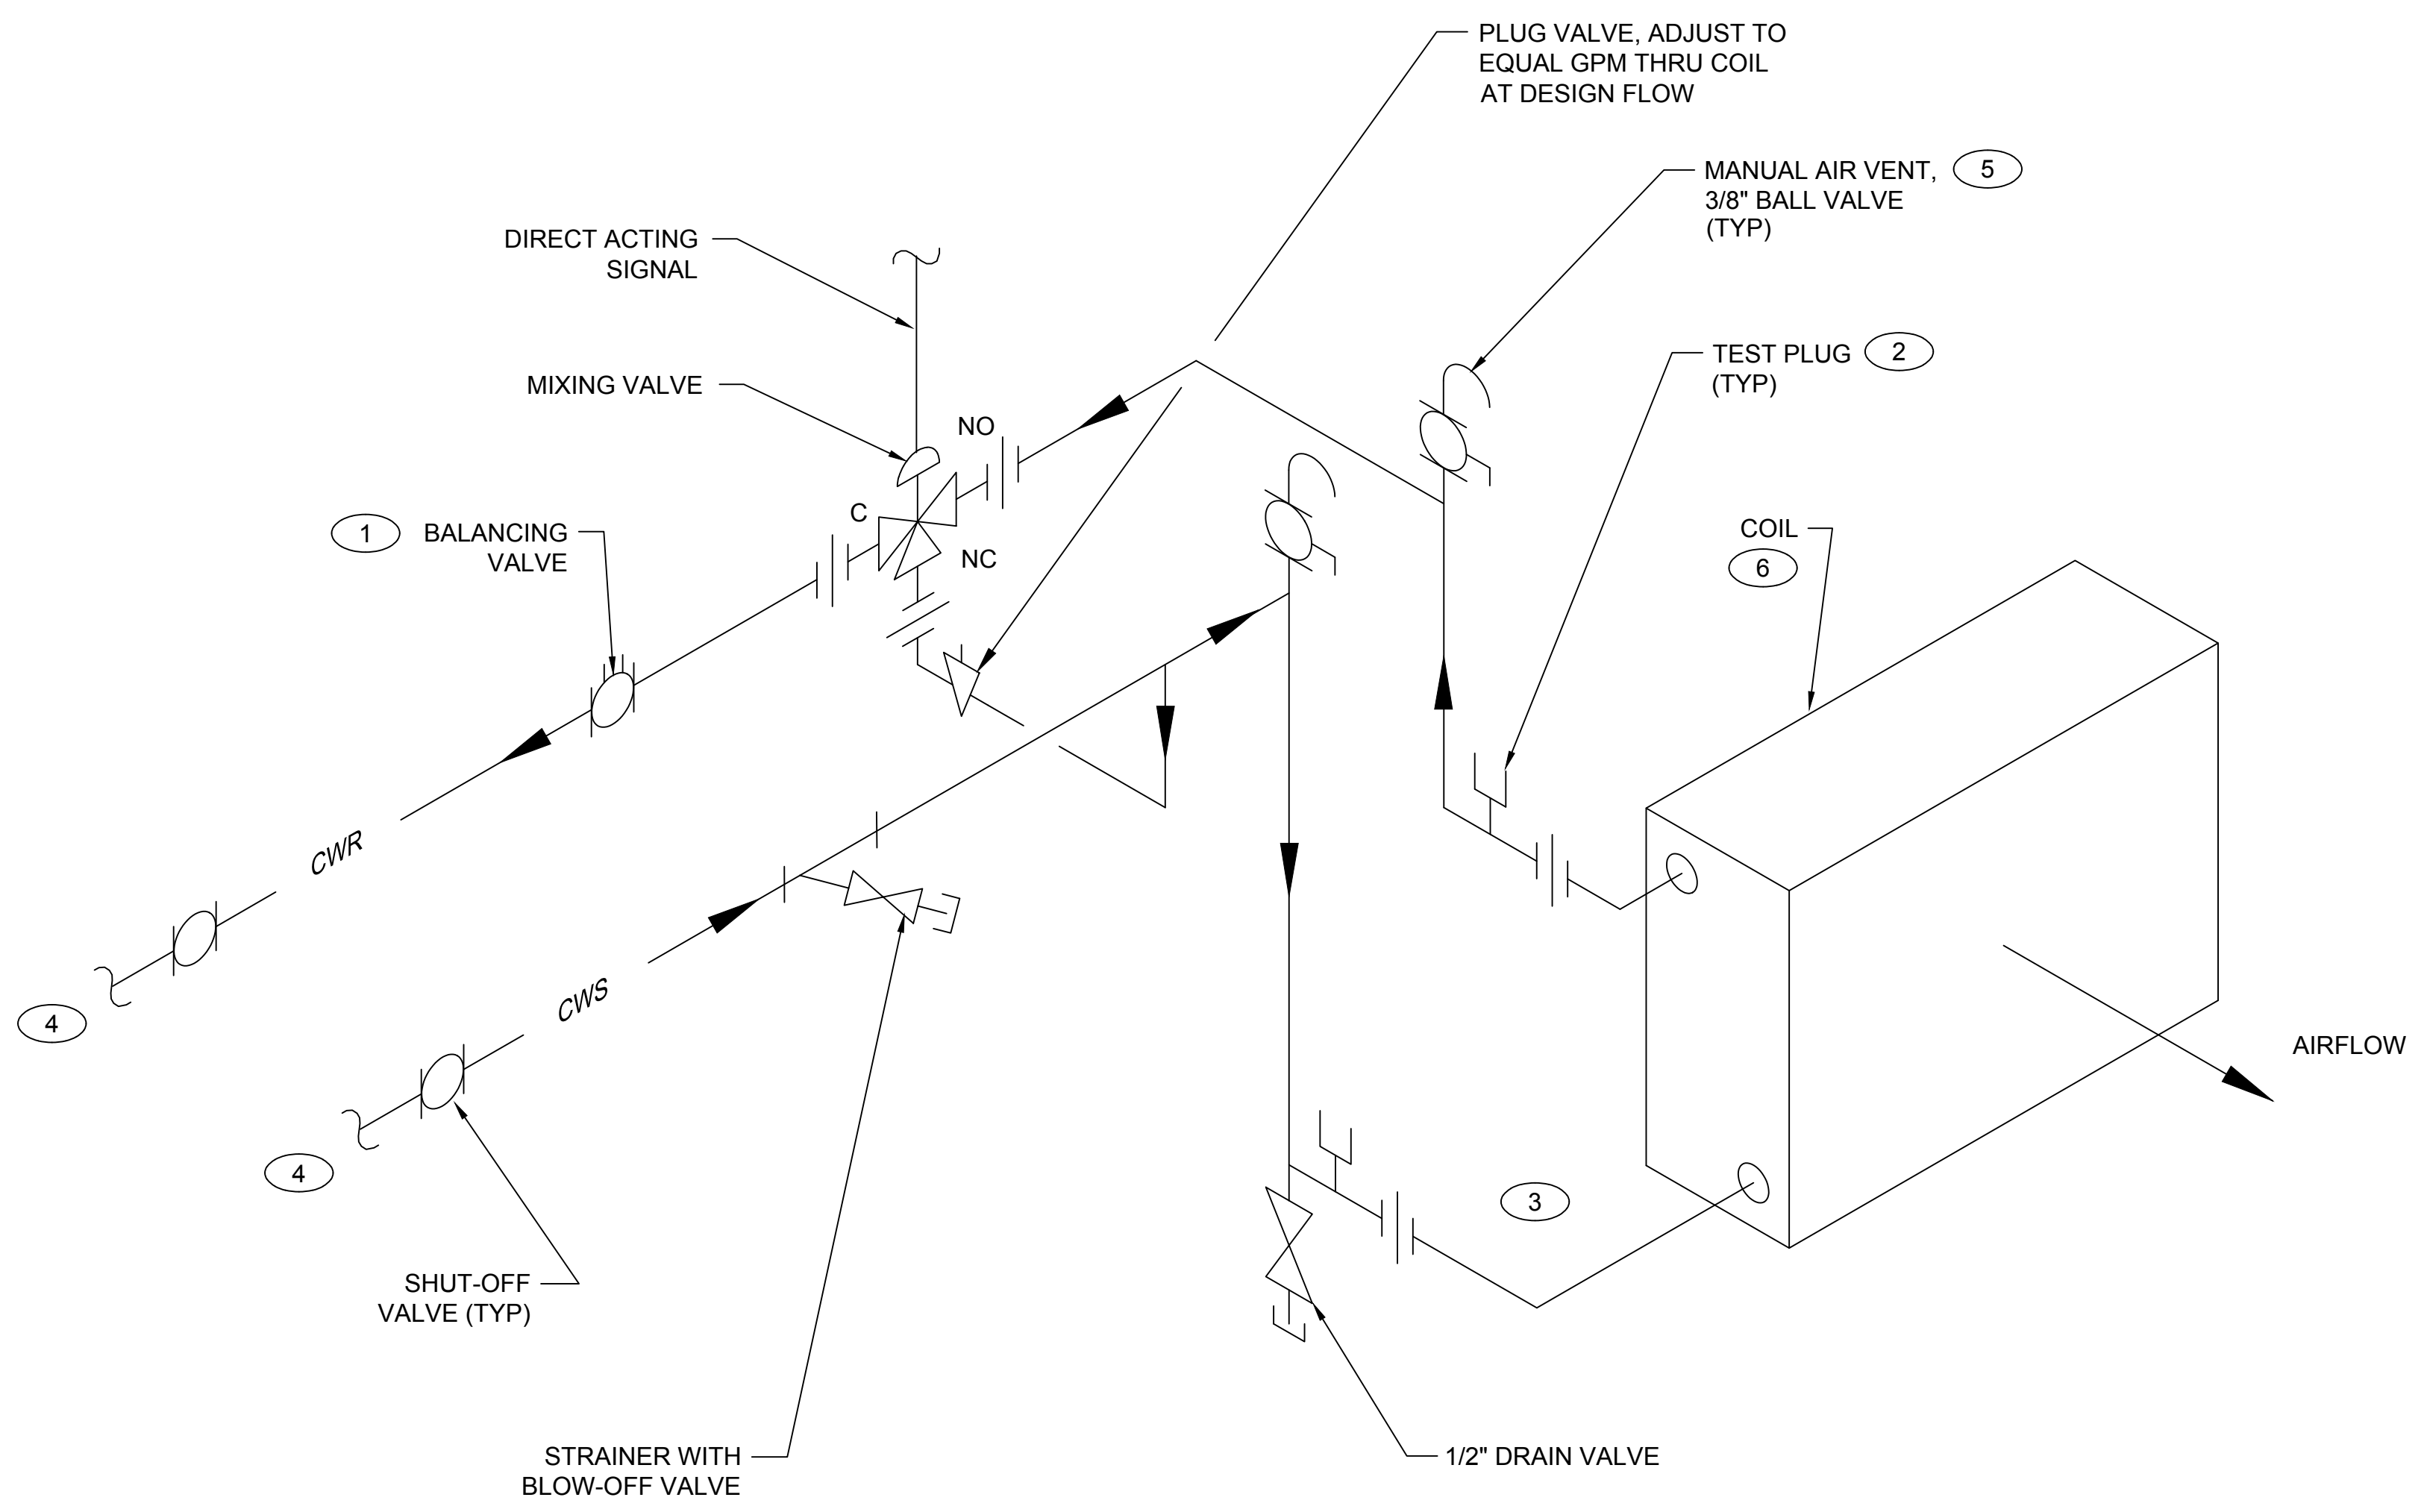 PLUG VALVE, ADJUST TO
EQUAL GPM THRU COIL
AT DESIGN FLOW
MANUAL AIR VENT, 5
3/8" BALL VALVE
(TYP)
DIRECT ACTING
SIGNAL
TEST PLUG 2
(TYP)
MIXING VALVE
NO
C
NC
1 BALANCING
VALVE
COIL
6
CWR
CWS
4
4
AIRFLOW
3
SHUT-OFF
VALVE (TYP)
STRAINER WITH
BLOW-OFF VALVE
1/2" DRAIN VALVE